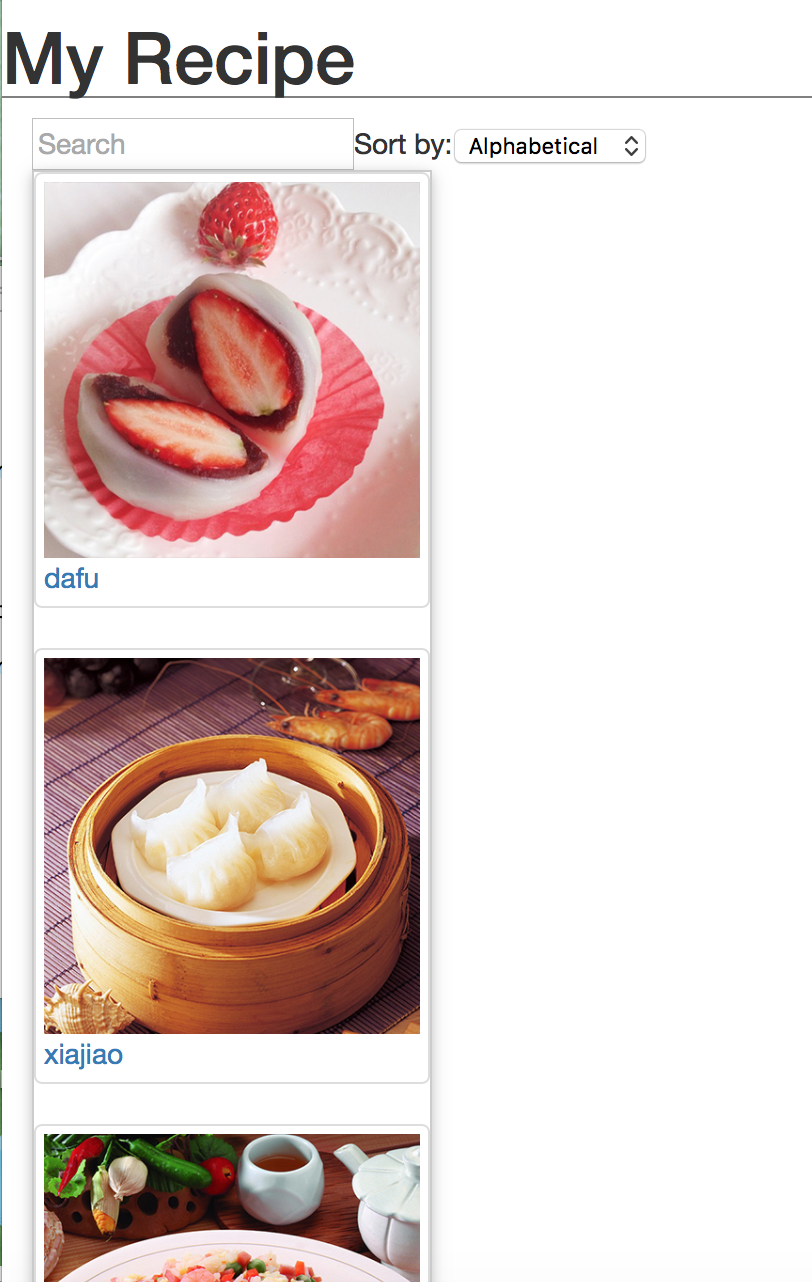 My Recipe
Search Sort by: Alphabetical
dafu
xiajiao